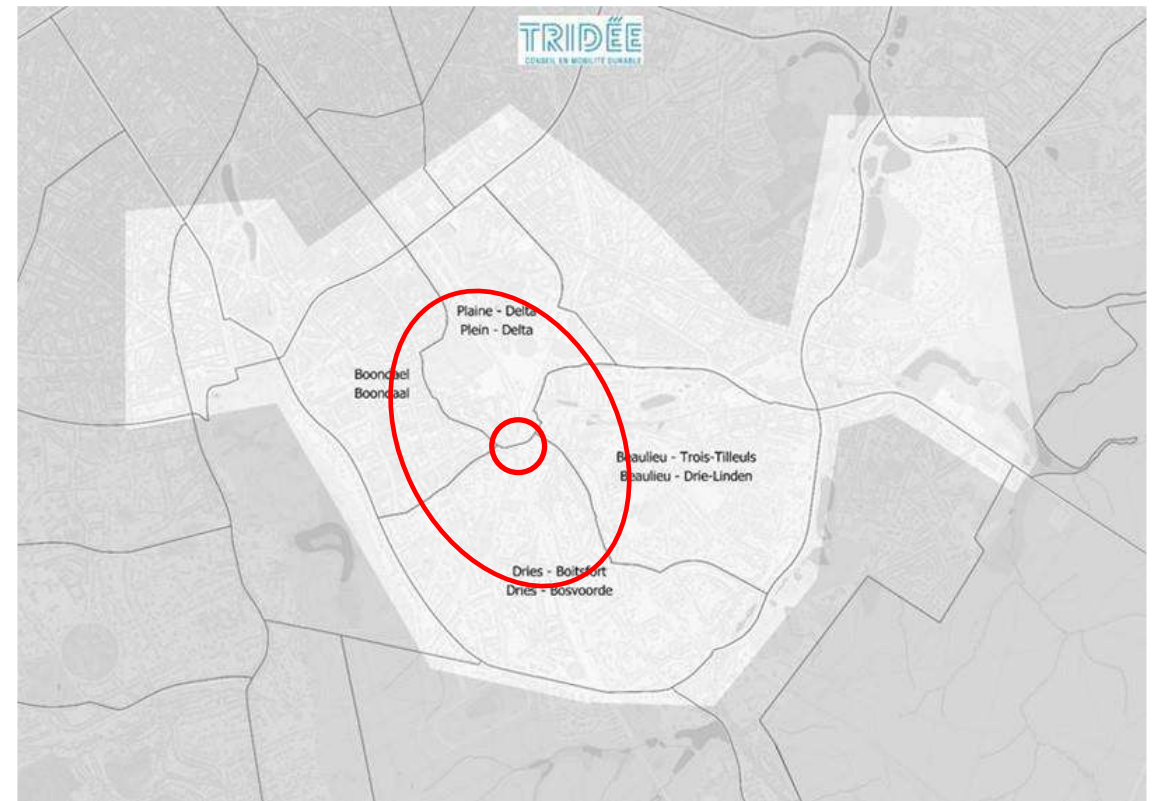 TRIDËE
CONSEIL EN MOBILITÉ DURABLE
Plaine - Delta
Plein - Delta
Boondael
Boondaal
Beaulieu - Trois-Tilleuls
Beaulieu - Drie-Linden
Dries - Boitsfort
Dries - Bosvoorde